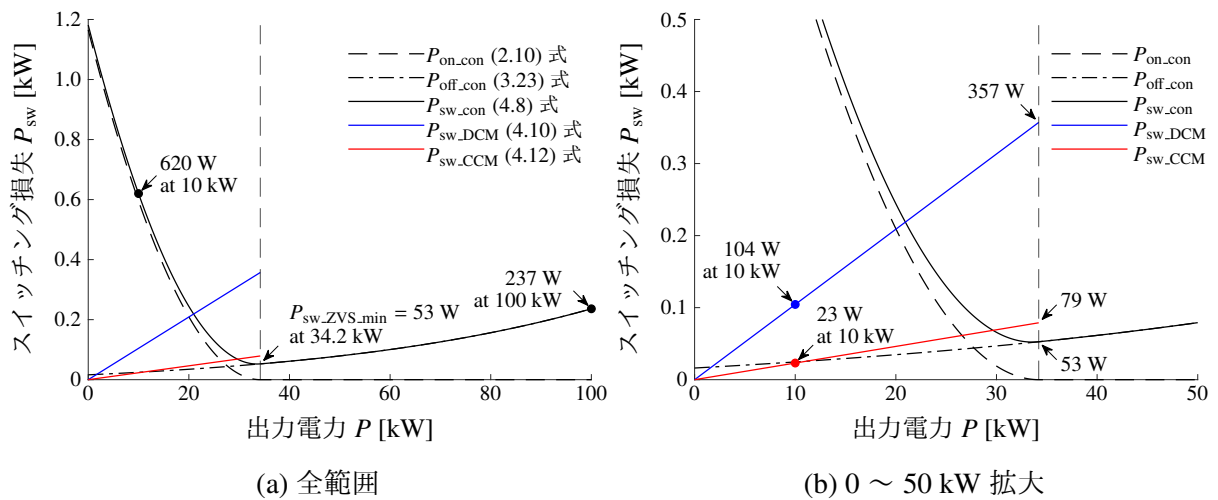 スイッチング損失 Psw [kW]
1.2
1.0
0.8
0.6
0.4
0.2
0
0
20
40
60
80
100
出力電力 P [kW]
Pon_con (2.10) 式
Poff_con (3.23) 式
Psw_con (4.8) 式
Psw_DCM (4.10) 式
Psw_CCM (4.12) 式
620 W
at 10 kW
Psw_ZVS_min = 53 W
at 34.2 kW
237 W
at 100 kW
(a) 全範囲
スイッチング損失 Psw [kW]
0.5
0.4
0.3
0.2
0.1
0
0
10
20
30
40
50
出力電力 P [kW]
Pon_con
Poff_con
Psw_con
Psw_DCM
Psw_CCM
357 W
104 W
at 10 kW
23 W
at 10 kW
79 W
53 W
(b) 0 ～ 50 kW 拡大